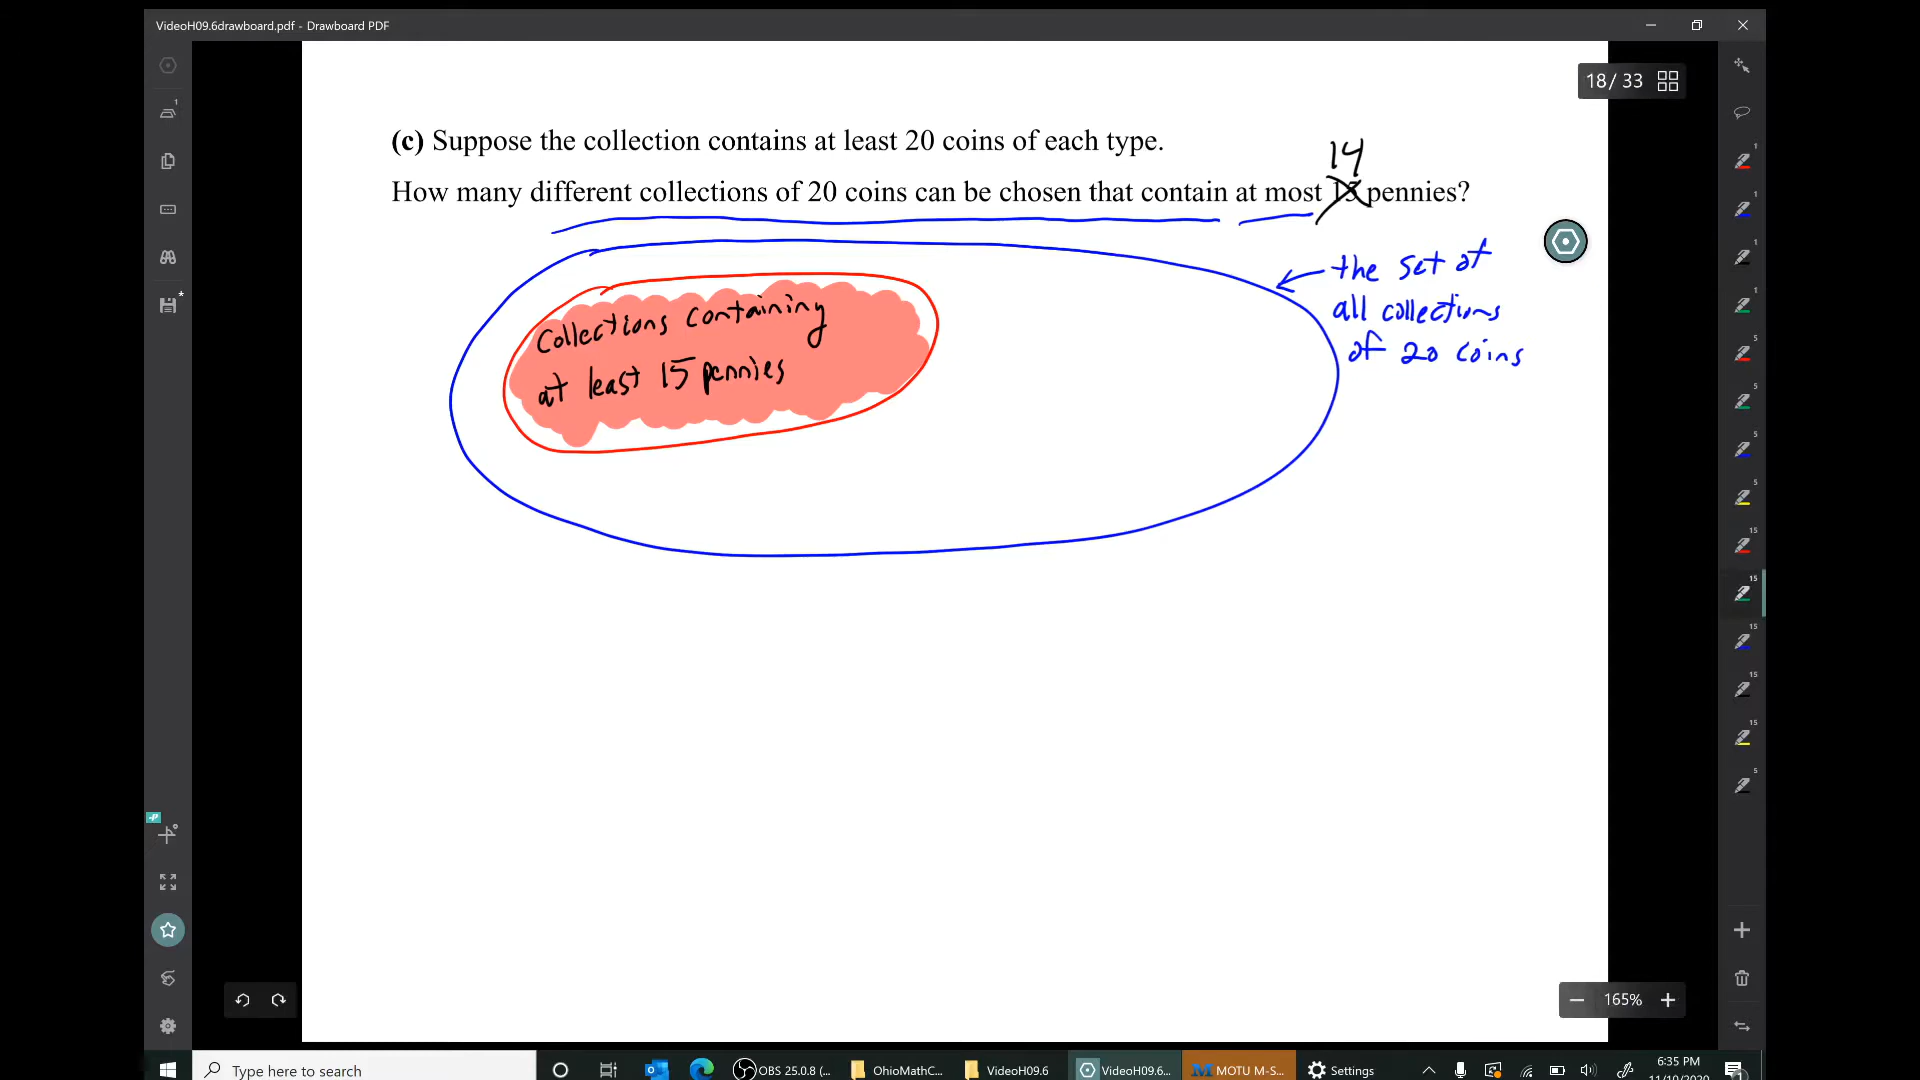 VideoH09.6drawboard.pdf - Drawboard PDF
18/ 33
(c) Suppose the collection contains at least 20 coins of each type.
14
How many different collections of 20 coins can be chosen that contain at most 15 pennies?
the set of
all collections
of 20 coins
Collections containing
at least 15 pennies
165%
Type here to search
OBS 25.0.8 (...
OhioMathC...
VideoH09.6
VideoH09.6...
MOTU M-S...
Settings
6:35 PM